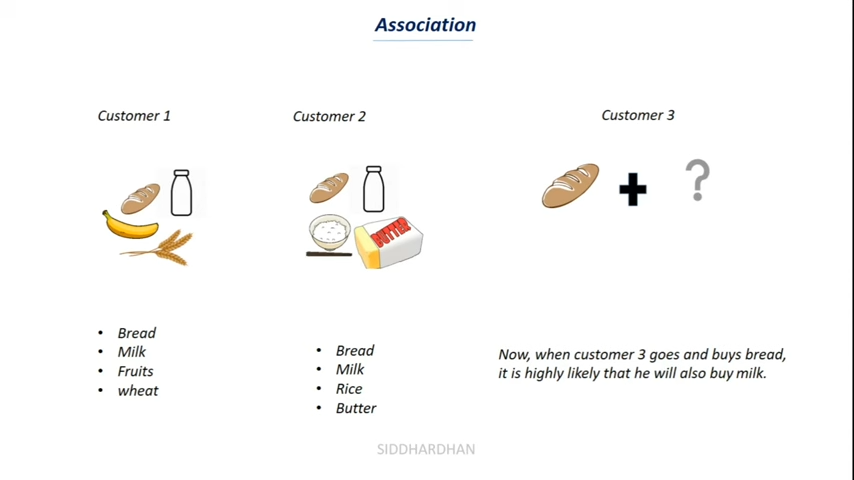 Association
Customer 1
Customer 2
Customer 3
BUTTER
?
• Bread
• Milk
• Fruits
• wheat
• Bread
• Milk
• Rice
• Butter
Now, when customer 3 goes and buys bread,
it is highly likely that he will also buy milk.
SIDDHARDHAN